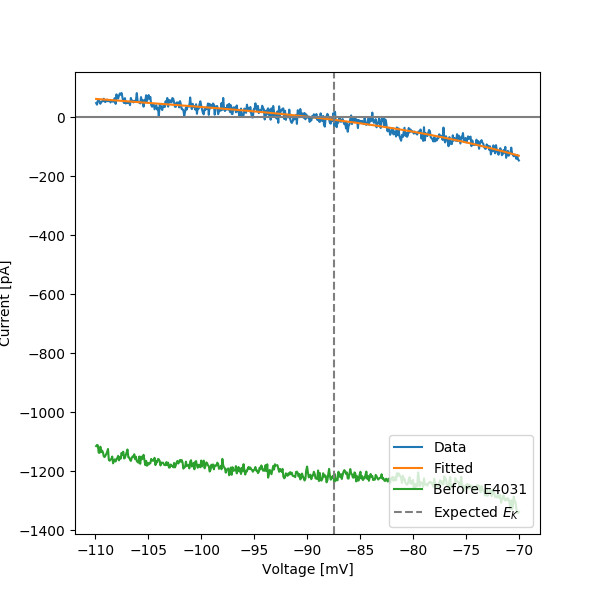 0
−200
−400
−600
−800
−1000
−1200
−1400
Current [pA]
Data
Fitted
Before E4031
Expected E_K
−110 −105 −100 −95 −90 −85 −80 −75 −70
Voltage [mV]